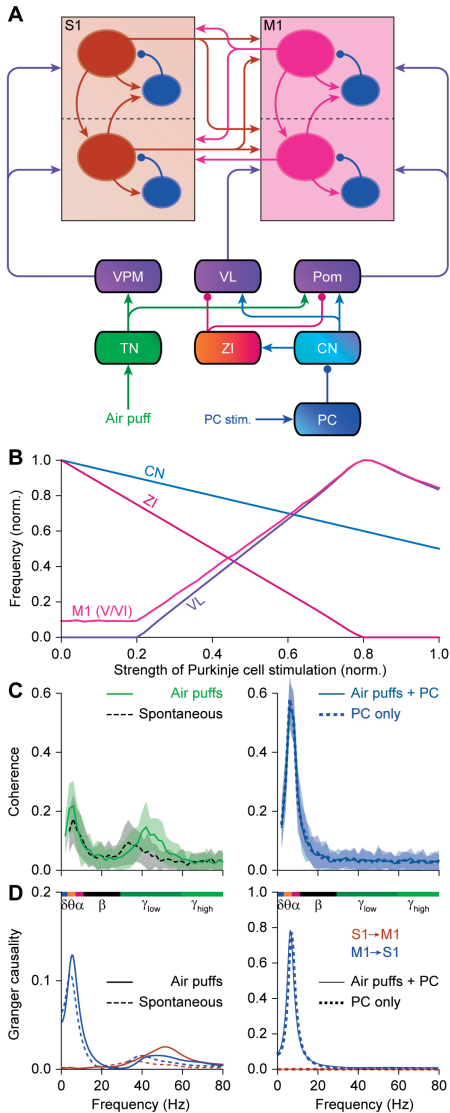 A
S1
M1
VPM
VL
Pom
TN
ZI
CN
Air puff
PC stim.
PC
B
Frequency (norm.)
1.0
0.8
0.6
0.4
0.2
0.0
CN
ZI
M1 (V/VI)
VL
0.0 0.2 0.4 0.6 0.8 1.0
Strength of Purkinje cell stimulation (norm.)
C
Coherence
0.6
0.4
0.2
0.0
Air puffs
Spontaneous
0.6
0.4
0.2
0.0
Air puffs + PC
PC only
D
Granger causality
0.2
0.1
0.0
δθα β γlow γhigh
Air puffs
Spontaneous
0 20 40 60 80
Frequency (Hz)
1.0
0.8
0.6
0.4
0.2
0.0
δθα β γlow γhigh
S1→M1
M1→S1
Air puffs + PC
PC only
0 20 40 60 80
Frequency (Hz)